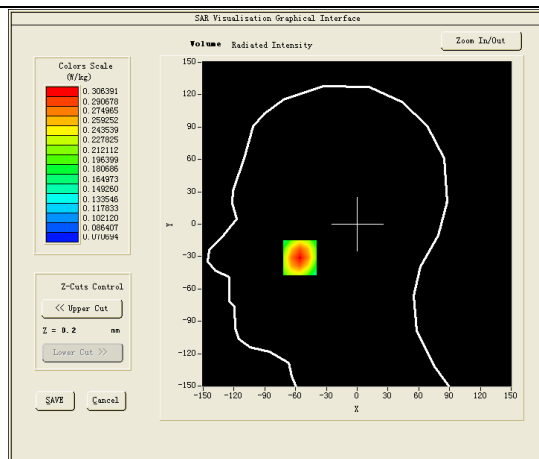 SAR Visualisation Graphical Interface
Volume Radiated Intensity
Zoom In/Out
Colors Scale
(W/kg)
0.306391
0.290678
0.274965
0.259252
0.243539
0.227825
0.212112
0.196399
0.180686
0.164973
0.149260
0.133546
0.117833
0.102120
0.086407
0.070694
Z-Cuts Control
<< Upper Cut
Z = 0.2 mm
Lower Cut >>
SAVE Cancel
150
120
90
60
30
0
-30
-60
-90
-120
-150
Y
-150 -120 -90 -60 -30 0 30 60 90 120 150
X